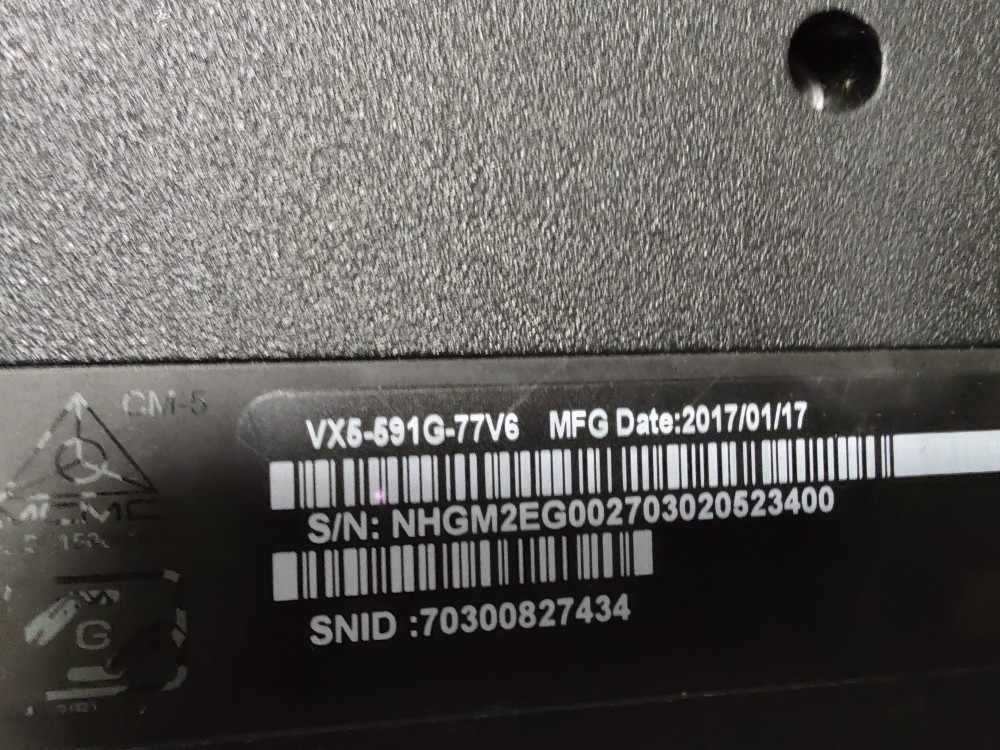 CM-5
VX5-591G-77V6 MFG Date:2017/01/17
S/N: NHGM2EG002703020523400
SNID :70300827434
G